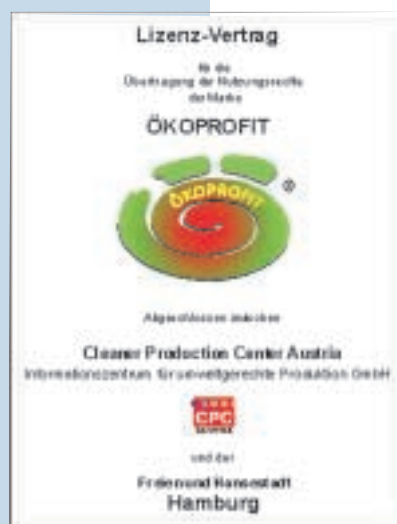 Lizenz-Vertrag
für die
Übertragung der Nutzungsrechte
der Marke
ÖKOPROFIT
ÖKOPROFIT
®
Abgeschlossen zwischen
Cleaner Production Center Austria
Informationszentrum für umweltgerechte Produktion GmbH
CPC
AUSTRIA
und der
Freien und Hansestadt
Hamburg